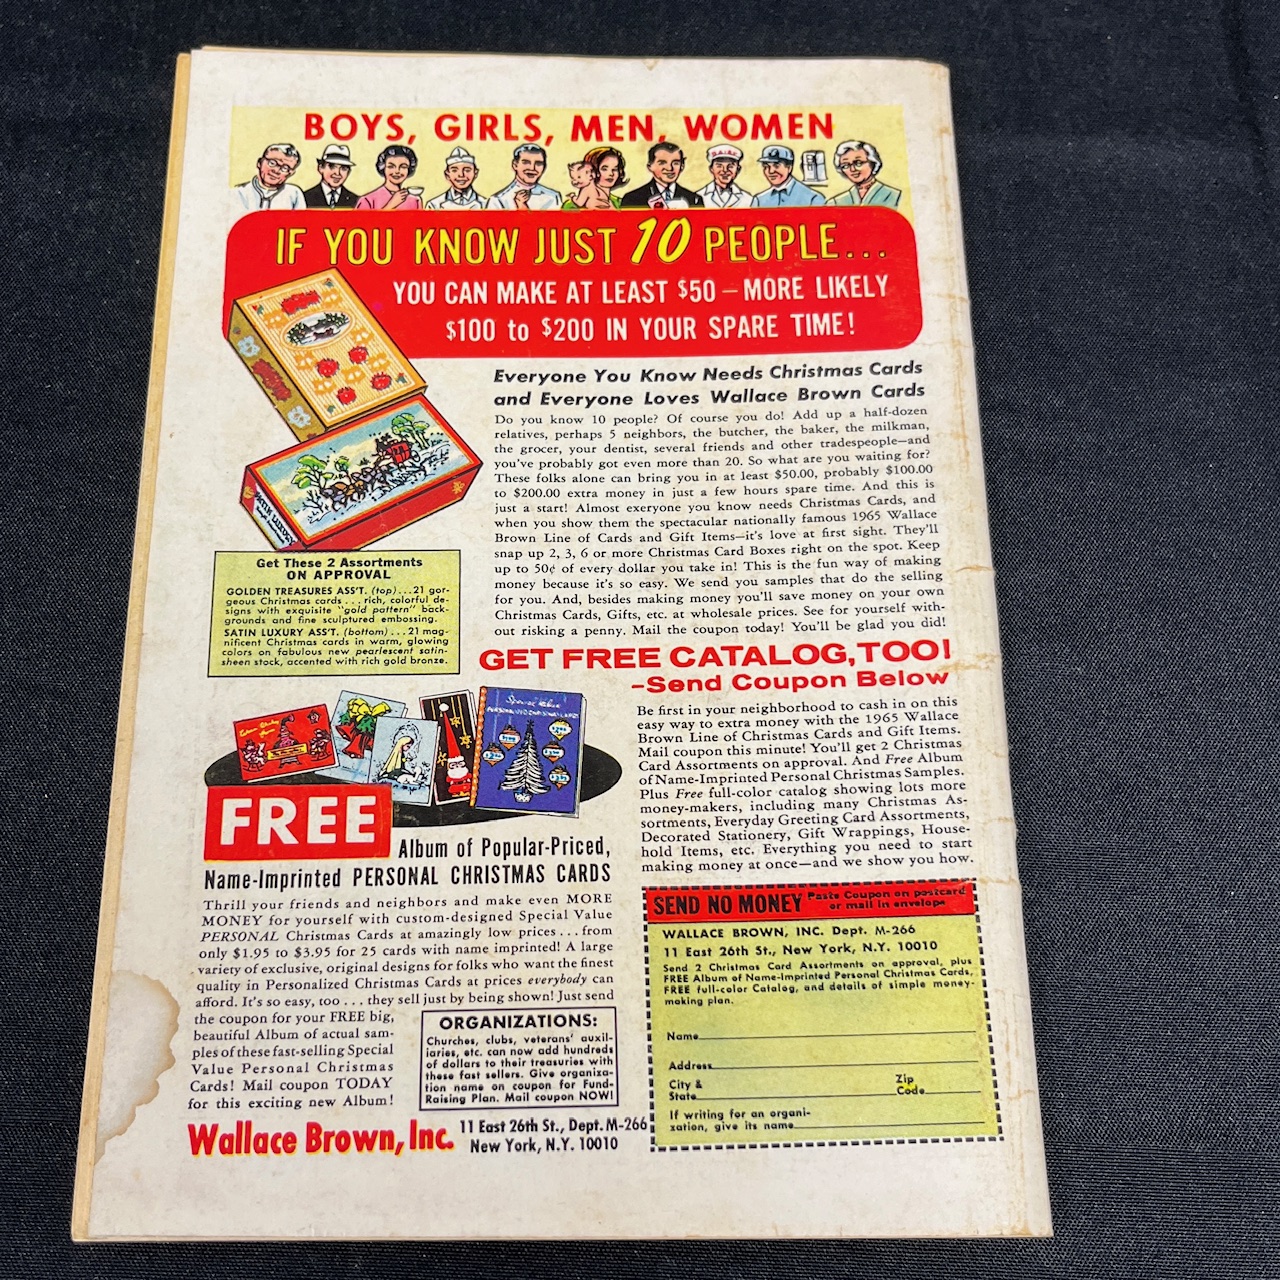 BOYS, GIRLS, MEN, WOMEN
DAIRY
IF YOU KNOW JUST 10 PEOPLE...
YOU CAN MAKE AT LEAST $50 – MORE LIKELY
$100 to $200 IN YOUR SPARE TIME!
Everyone You Know Needs Christmas Cards
and Everyone Loves Wallace Brown Cards
Do you know 10 people? Of course you do! Add up a half-dozen
relatives, perhaps 5 neighbors, the butcher, the baker, the milkman,
the grocer, your dentist, several friends and other tradespeople—and
you've probably got even more than 20. So what are you waiting for?
These folks alone can bring you in at least $50.00, probably $100.00
to $200.00 extra money in just a few hours spare time. And this is
just a start! Almost exeryone you know needs Christmas Cards, and
when you show them the spectacular nationally famous 1965 Wallace
Brown Line of Cards and Gift Items—it's love at first sight. They'll
snap up 2, 3, 6 or more Christmas Card Boxes right on the spot. Keep
up to 50¢ of every dollar you take in! This is the fun way of making
money because it's so easy. We send you samples that do the selling
for you. And, besides making money you'll save money on your own
Christmas Cards, Gifts, etc. at wholesale prices. See for yourself with-
out risking a penny. Mail the coupon today! You'll be glad you did!
SATIN LUXURY
Get These 2 Assortments
ON APPROVAL
GOLDEN TREASURES ASS'T. (top)...21 gor-
geous Christmas cards...rich, colorful de-
signs with exquisite "gold pattern" back-
grounds and fine sculptured embossing.
SATIN LUXURY ASS'T. (bottom)...21 mag-
nificent Christmas cards in warm, glowing
colors on fabulous new pearlescent satin-
sheen stock, accented with rich gold bronze.
GET FREE CATALOG, TOO!
–Send Coupon Below
Be first in your neighborhood to cash in on this
easy way to extra money with the 1965 Wallace
Brown Line of Christmas Cards and Gift Items.
Mail coupon this minute! You'll get 2 Christmas
Card Assortments on approval. And Free Album
of Name-Imprinted Personal Christmas Samples.
Plus Free full-color catalog showing lots more
money-makers, including many Christmas As-
sortments, Everyday Greeting Card Assortments,
Decorated Stationery, Gift Wrappings, House-
hold Items, etc. Everything you need to start
making money at once—and we show you how.
Special Value
PERSONALIZED CHRISTMAS CARDS
FREE
Album of Popular-Priced,
Name-Imprinted PERSONAL CHRISTMAS CARDS
Thrill your friends and neighbors and make even MORE
MONEY for yourself with custom-designed Special Value
PERSONAL Christmas Cards at amazingly low prices...from
only $1.95 to $3.95 for 25 cards with name imprinted! A large
variety of exclusive, original designs for folks who want the finest
quality in Personalized Christmas Cards at prices everybody can
afford. It's so easy, too...they sell just by being shown! Just send
the coupon for your FREE big,
beautiful Album of actual sam-
ples of these fast-selling Special
Value Personal Christmas
Cards! Mail coupon TODAY
for this exciting new Album!
ORGANIZATIONS:
Churches, clubs, veterans' auxil-
iaries, etc. can now add hundreds
of dollars to their treasuries with
these fast sellers. Give organiza-
tion name on coupon for Fund-
Raising Plan. Mail coupon NOW!
Wallace Brown, Inc.
11 East 26th St., Dept. M-266
New York, N.Y. 10010
SEND NO MONEY Paste Coupon on postcard
or mail in envelope
WALLACE BROWN, INC. Dept. M-266
11 East 26th St., New York, N.Y. 10010
Send 2 Christmas Card Assortments on approval, plus
FREE Album of Name-Imprinted Personal Christmas Cards,
FREE full-color Catalog, and details of simple money-
making plan.
Name
Address
City &
State
Zip
Code
If writing for an organi-
zation, give its name